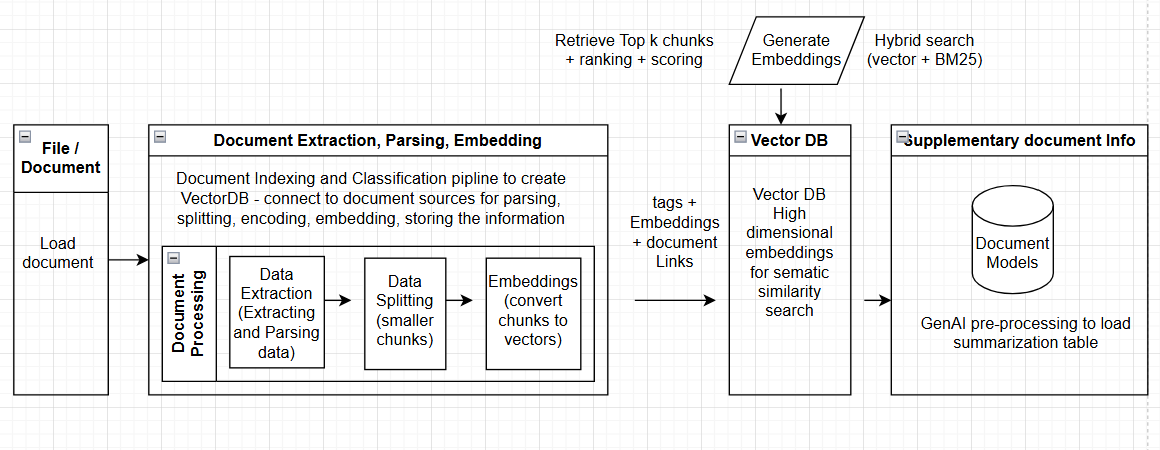 Retrieve Top k chunks
+ ranking + scoring
Generate
Embeddings
Hybrid search
(vector + BM25)
File /
Document
Load
document
Document Extraction, Parsing, Embedding
Document Indexing and Classification pipline to create
VectorDB - connect to document sources for parsing,
splitting, encoding, embedding, storing the information
Document
Processing
Data
Extraction
(Extracting
and Parsing
data)
Data
Splitting
(smaller
chunks)
Embeddings
(convert
chunks to
vectors)
tags +
Embeddings
+ document
Links
Vector DB
Vector DB
High
dimensional
embeddings
for sematic
similarity
search
Supplementary document Info
Document
Models
GenAI pre-processing to load
summarization table